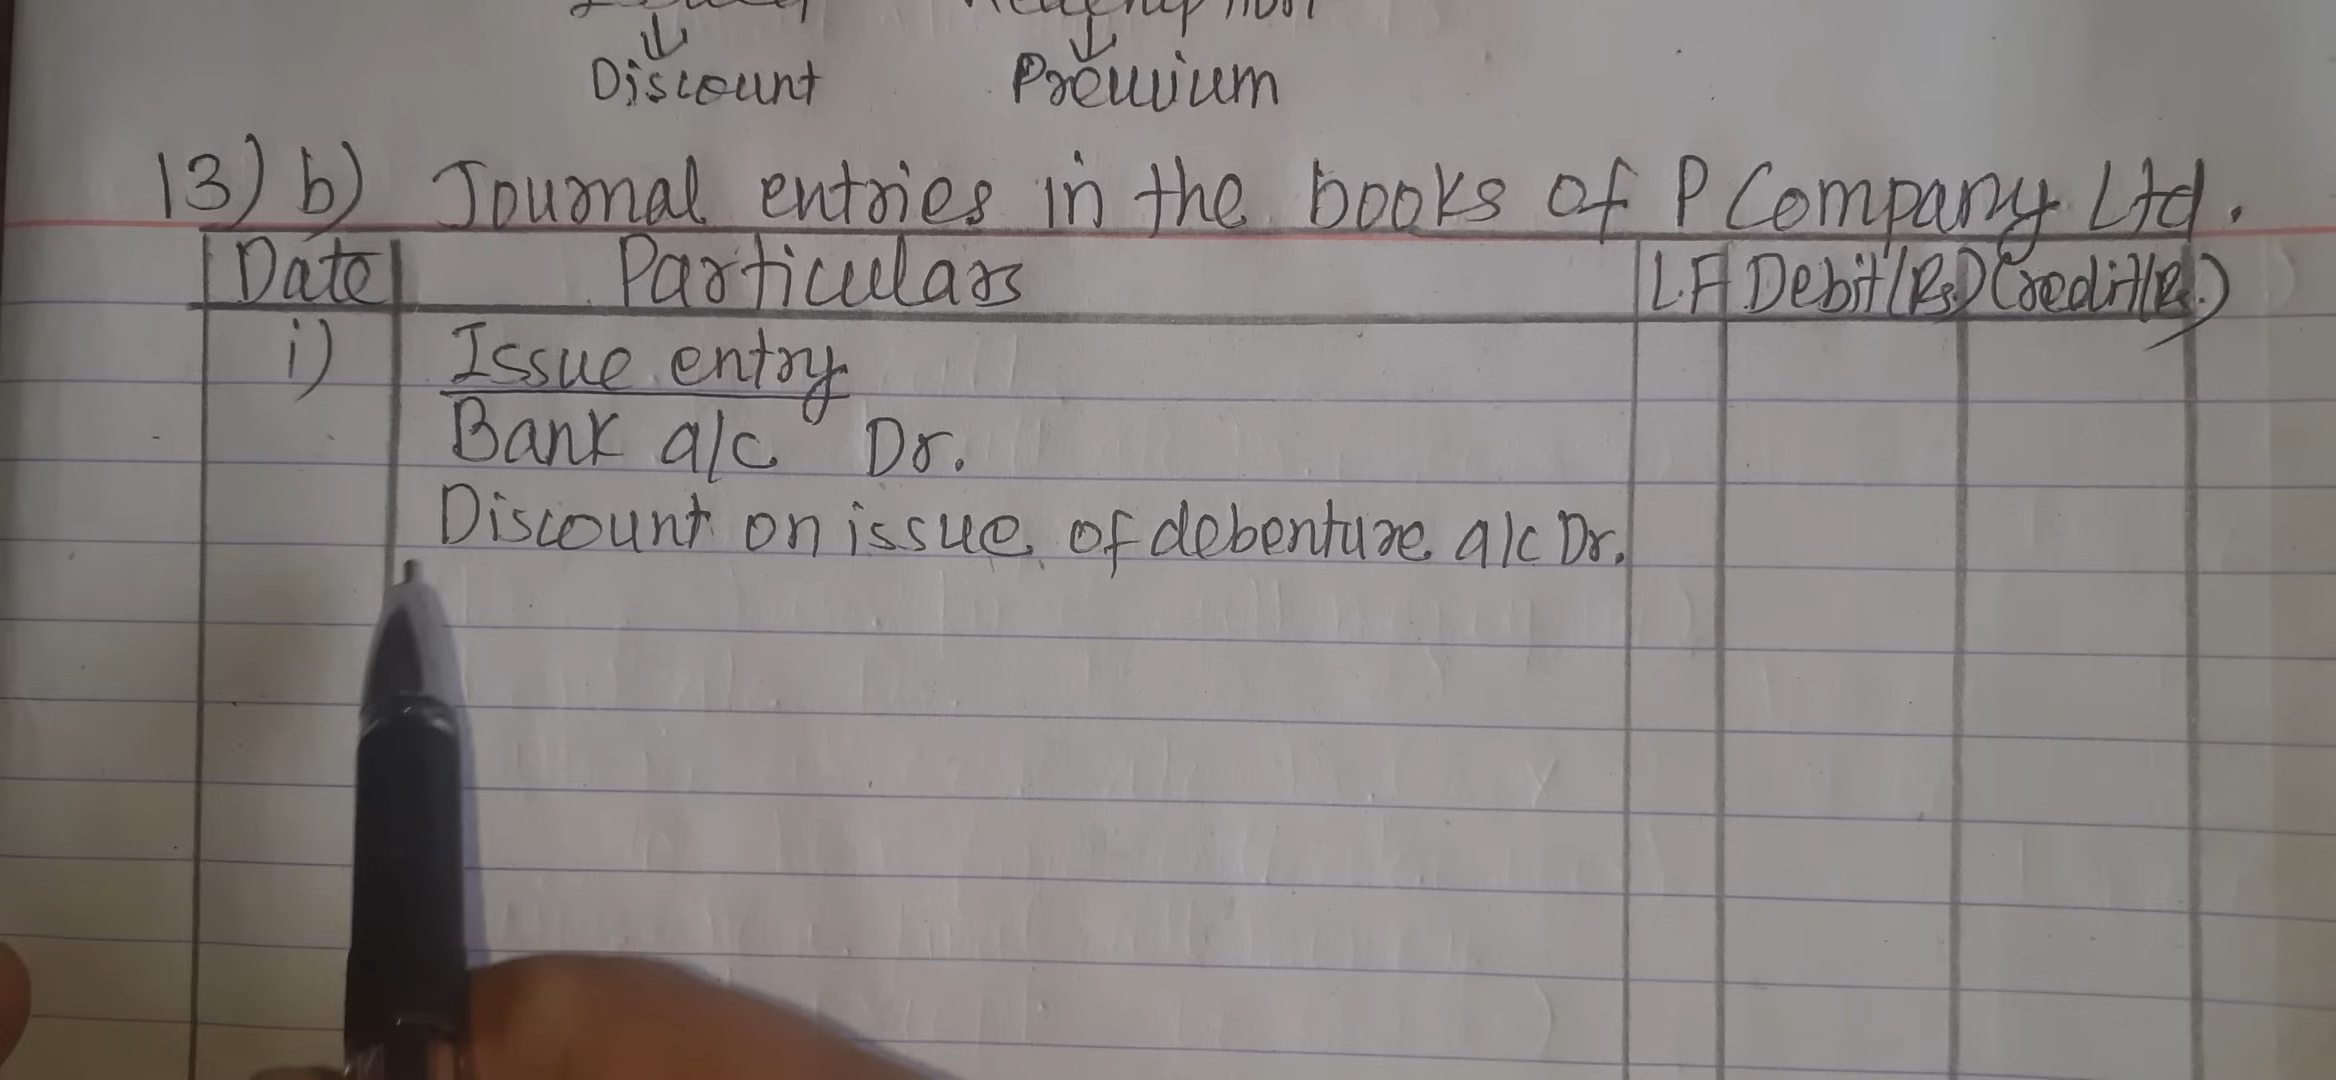 Discount Premium
13) b) Journal entries in the books of P Company Ltd.
Date Particulars L.F Debit(Rs.) Credit(Rs.)
i) Issue entry
Bank a/c Dr.
Discount on issue of debenture a/c Dr.